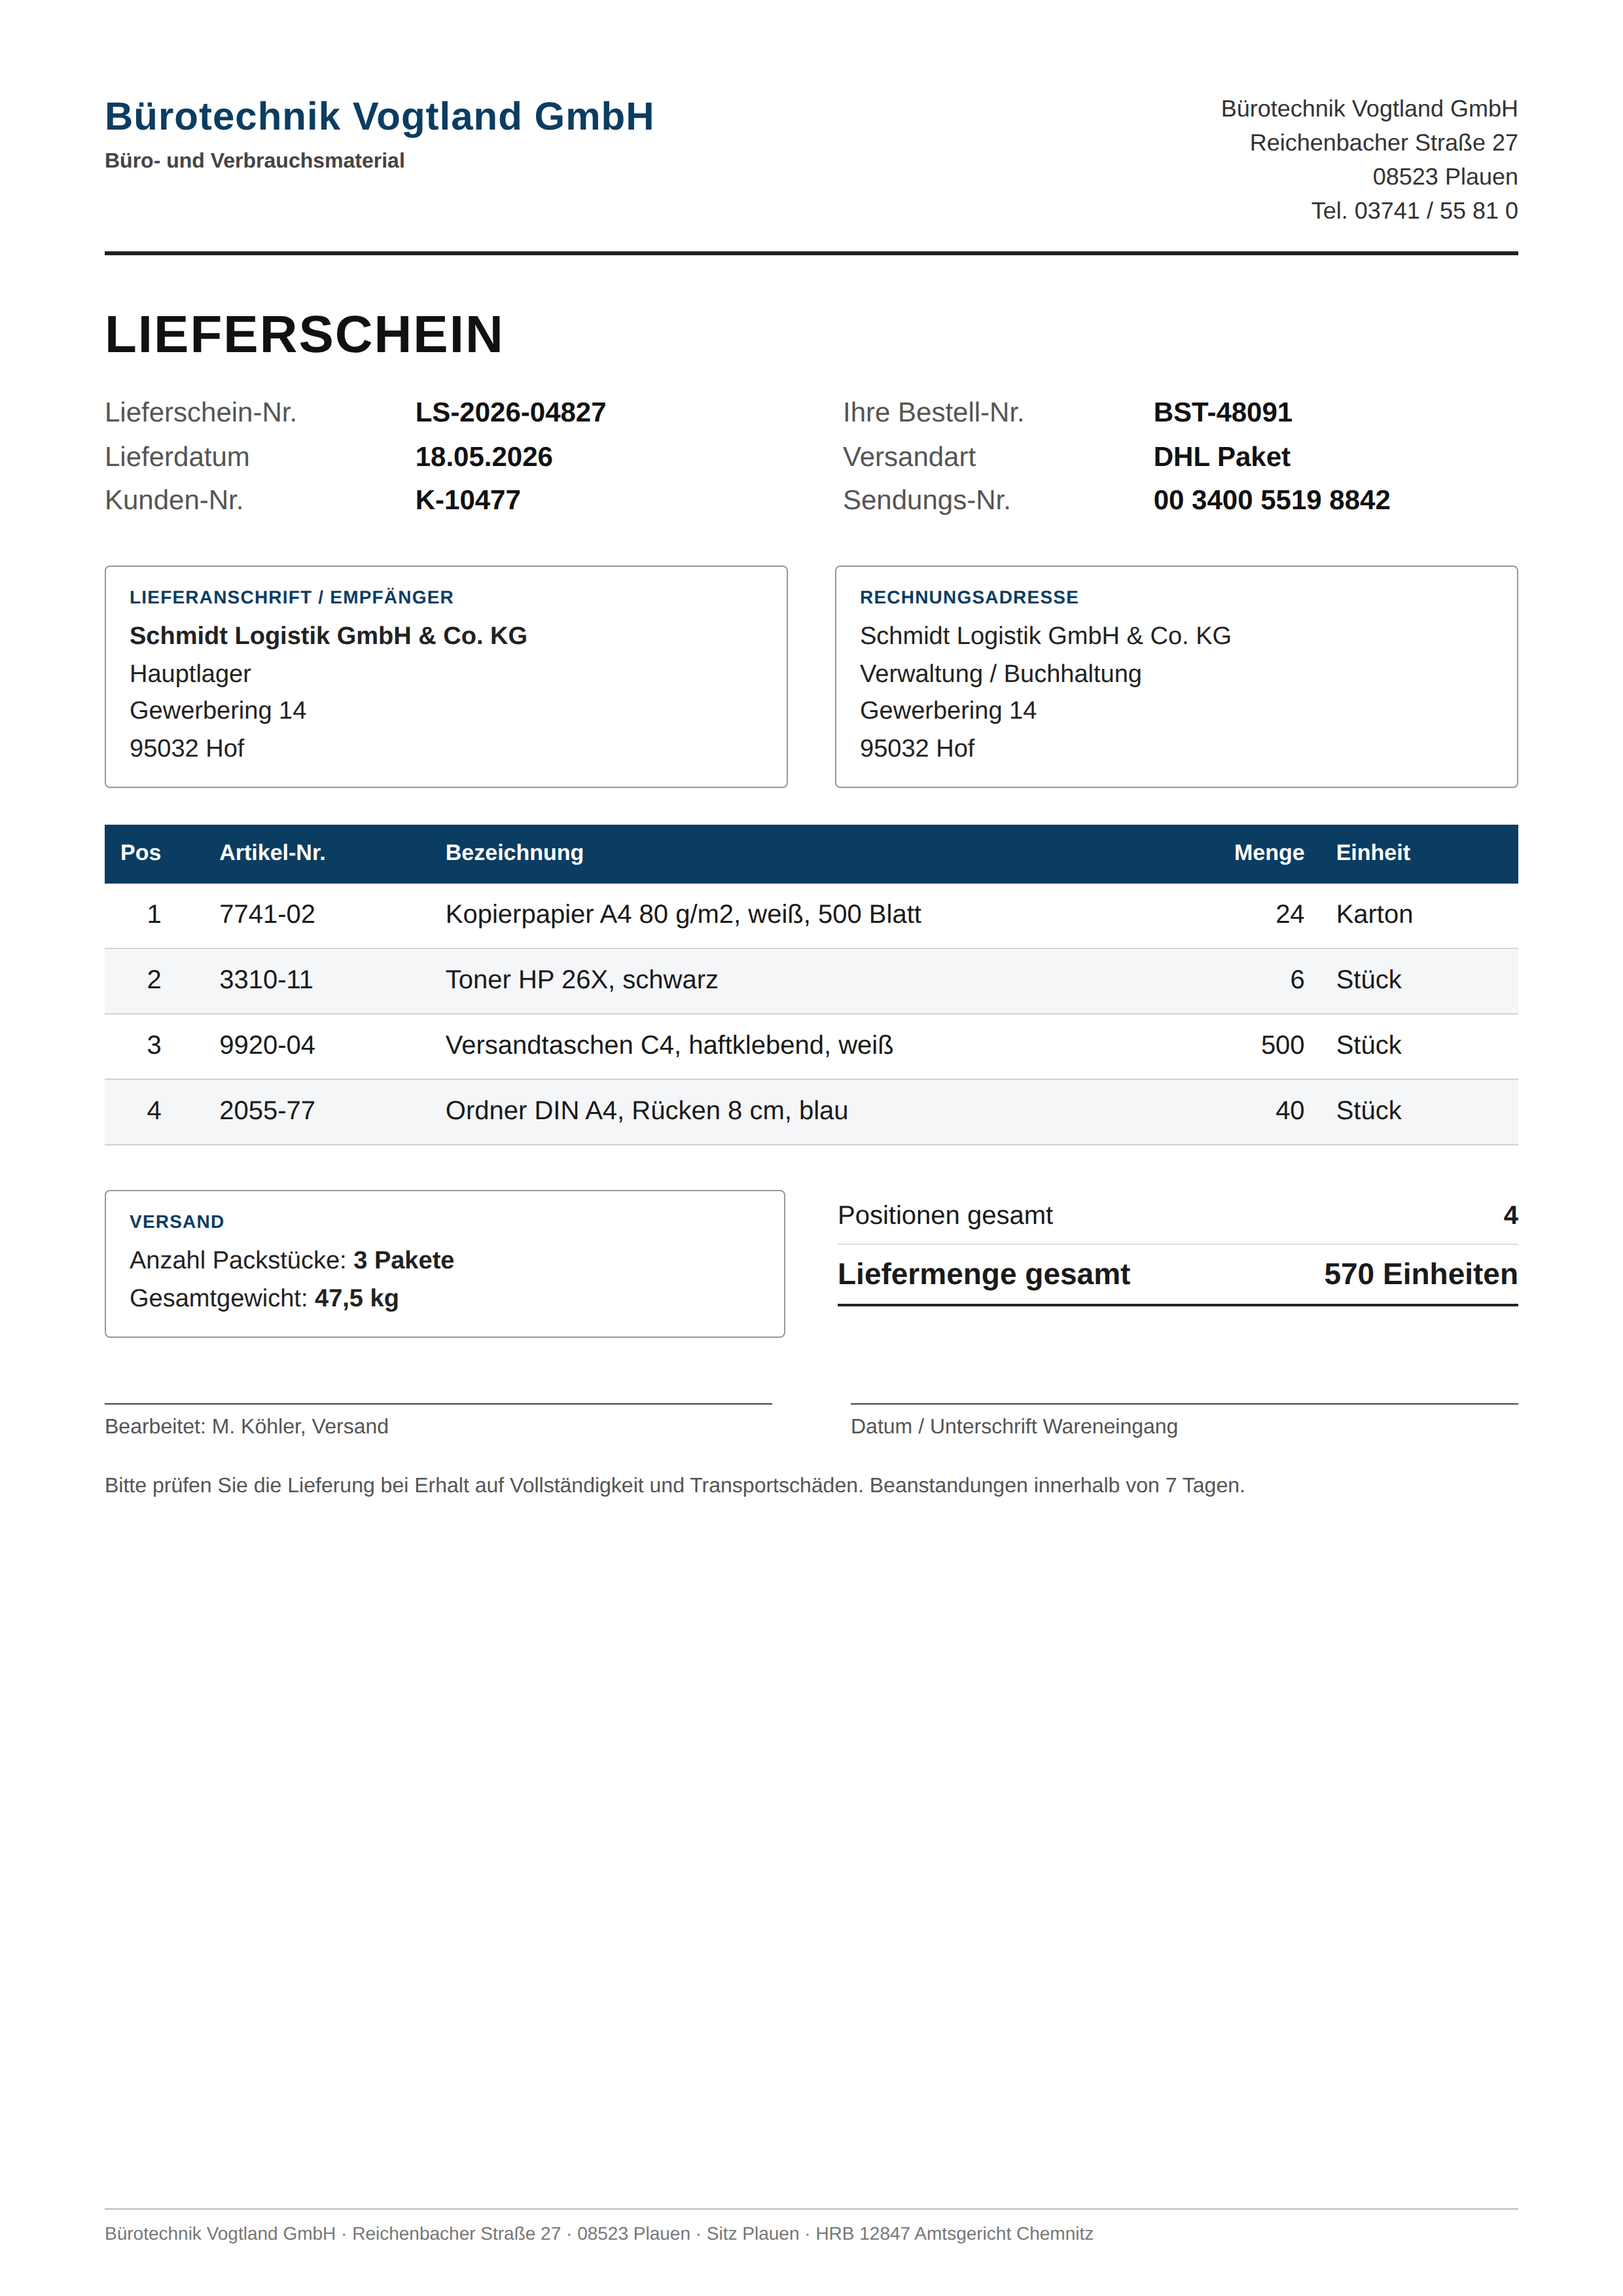 Bürotechnik Vogtland GmbH
Büro- und Verbrauchsmaterial
Bürotechnik Vogtland GmbH
Reichenbacher Straße 27
08523 Plauen
Tel. 03741 / 55 81 0
LIEFERSCHEIN
Lieferschein-Nr. LS-2026-04827 Ihre Bestell-Nr. BST-48091
Lieferdatum 18.05.2026 Versandart DHL Paket
Kunden-Nr. K-10477 Sendungs-Nr. 00 3400 5519 8842
LIEFERANSCHRIFT / EMPFÄNGER
Schmidt Logistik GmbH & Co. KG
Hauptlager
Gewerbering 14
95032 Hof
RECHNUNGSADRESSE
Schmidt Logistik GmbH & Co. KG
Verwaltung / Buchhaltung
Gewerbering 14
95032 Hof
Pos Artikel-Nr. Bezeichnung Menge Einheit
1 7741-02 Kopierpapier A4 80 g/m2, weiß, 500 Blatt 24 Karton
2 3310-11 Toner HP 26X, schwarz 6 Stück
3 9920-04 Versandtaschen C4, haftklebend, weiß 500 Stück
4 2055-77 Ordner DIN A4, Rücken 8 cm, blau 40 Stück
VERSAND
Anzahl Packstücke: 3 Pakete
Gesamtgewicht: 47,5 kg
Positionen gesamt 4
Liefermenge gesamt 570 Einheiten
Bearbeitet: M. Köhler, Versand
Datum / Unterschrift Wareneingang
Bitte prüfen Sie die Lieferung bei Erhalt auf Vollständigkeit und Transportschäden. Beanstandungen innerhalb von 7 Tagen.
Bürotechnik Vogtland GmbH · Reichenbacher Straße 27 · 08523 Plauen · Sitz Plauen · HRB 12847 Amtsgericht Chemnitz